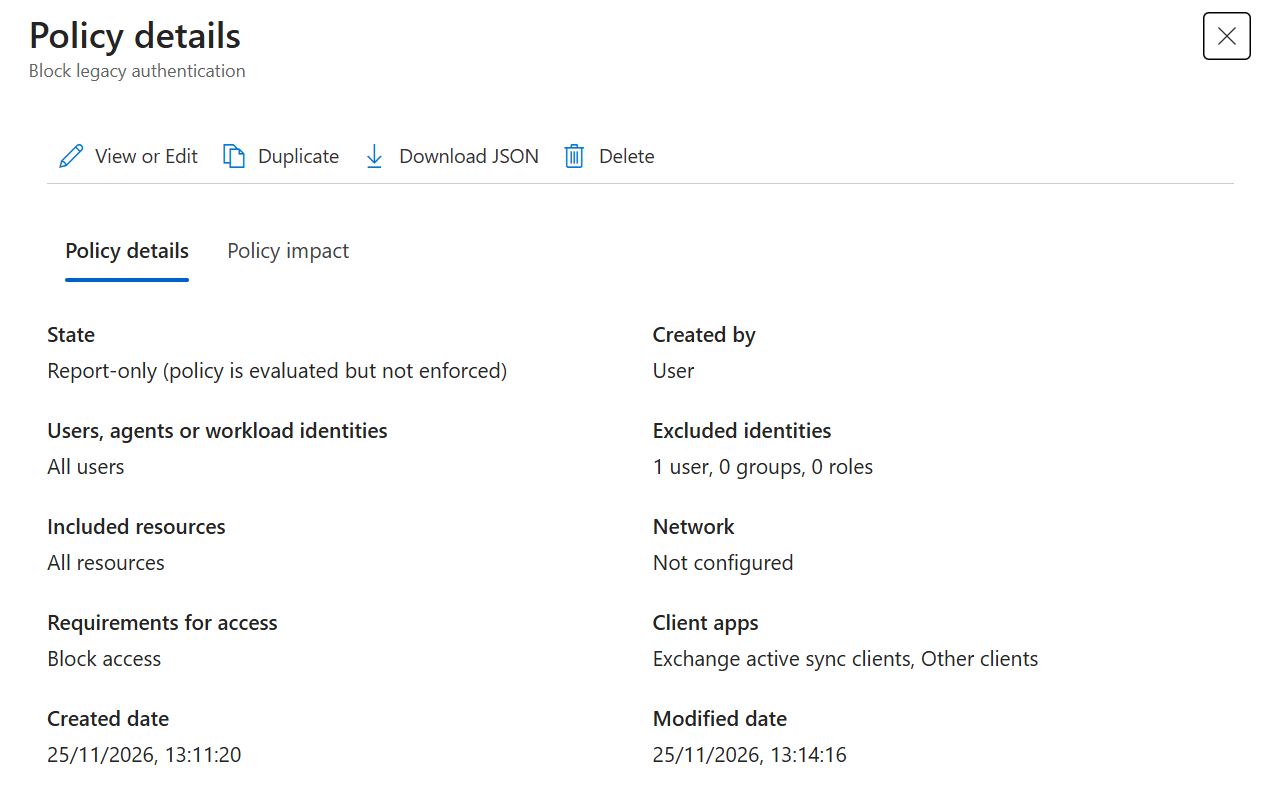 Policy details
Block legacy authentication
View or Edit
Duplicate
Download JSON
Delete
Policy details
Policy impact
State
Report-only (policy is evaluated but not enforced)
Created by
User
Users, agents or workload identities
All users
Excluded identities
1 user, 0 groups, 0 roles
Included resources
All resources
Network
Not configured
Requirements for access
Block access
Client apps
Exchange active sync clients, Other clients
Created date
25/11/2026, 13:11:20
Modified date
25/11/2026, 13:14:16